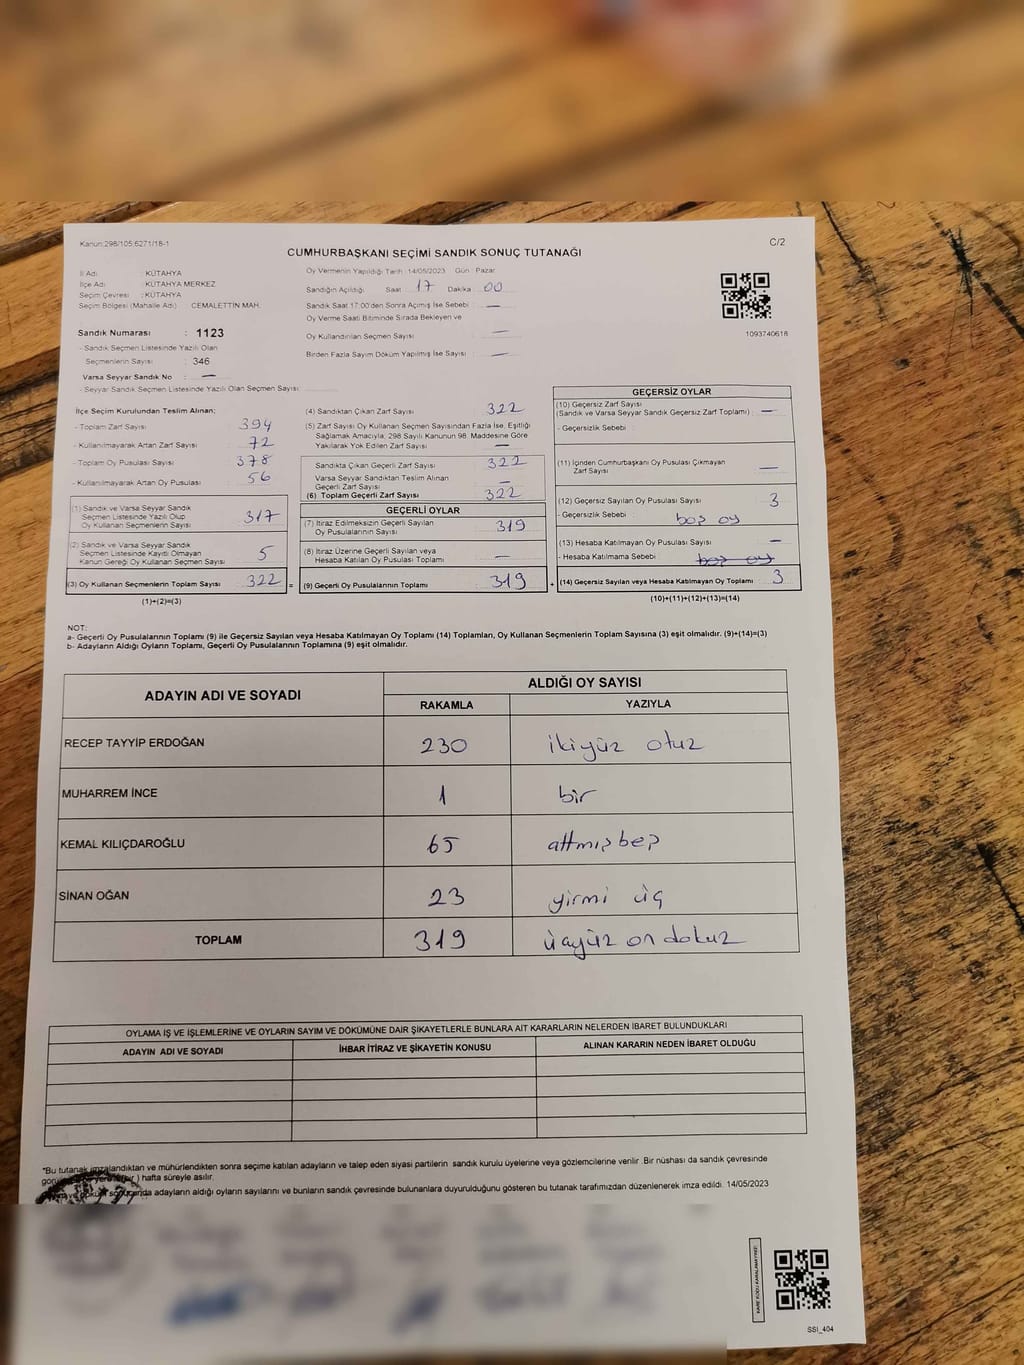 Kanun:298/105;6271/18-1
C/2
CUMHURBAŞKANI SEÇİMİ SANDIK SONUÇ TUTANAĞI
İl Adı : KÜTAHYA
İlçe Adı : KÜTAHYA MERKEZ
Seçim Çevresi : KÜTAHYA
Seçim Bölgesi (Mahalle Adı) : CEMALETTİN MAH.
Sandık Numarası : 1123
- Sandık Seçmen Listesinde Yazılı Olan
Seçmenlerin Sayısı : 346
Varsa Seyyar Sandık No : —
- Seyyar Sandık Seçmen Listesinde Yazılı Olan Seçmen Sayısı :
Oy Vermenin Yapıldığı Tarih : 14/05/2023 Gün : Pazar
Sandığın Açıldığı Saat 17 Dakika 00
Sandık Saat 17:00'den Sonra Açımış İse Sebebi : —
Oy Verme Saati Bitiminde Sırada Bekleyen ve
Oy Kullandırılan Seçmen Sayısı : —
Birden Fazla Sayım Döküm Yapılmış İse Sayısı : —
1093740618
İlçe Seçim Kurulundan Teslim Alınan;
- Toplam Zarf Sayısı : 394
- Kullanılmayarak Artan Zarf Sayısı : 72
- Toplam Oy Pusulası Sayısı : 378
- Kullanılmayarak Artan Oy Pusulası : 56
(1) Sandık ve Varsa Seyyar Sandık
Seçmen Listesinde Yazılı Olup
Oy Kullanan Seçmenlerin Sayısı : 317
(2) Sandık ve Varsa Seyyar Sandık
Seçmen Listesinde Kayıtlı Olmayan
Kanun Gereği Oy Kullanan Seçmen Sayısı : 5
(3) Oy Kullanan Seçmenlerin Toplam Sayısı : 322 =
(1)+(2)=(3)
(4) Sandıktan Çıkan Zarf Sayısı : 322
(5) Zarf Sayısı Oy Kullanan Seçmen Sayısından Fazla İse, Eşitliği
Sağlamak Amacıyla; 298 Sayılı Kanunun 98. Maddesine Göre
Yakılarak Yok Edilen Zarf Sayısı : —
Sandıkta Çıkan Geçerli Zarf Sayısı : 322
Varsa Seyyar Sandıktan Teslim Alınan
Geçerli Zarf Sayısı : —
(6) Toplam Geçerli Zarf Sayısı : 322
GEÇERLİ OYLAR
(7) İtiraz Edilmeksizin Geçerli Sayılan
Oy Pusulalarının Sayısı : 319
(8) İtiraz Üzerine Geçerli Sayılan veya
Hesaba Katılan Oy Pusulası Toplamı : —
(9) Geçerli Oy Pusulalarının Toplamı : 319 +
GEÇERSİZ OYLAR
(10) Geçersiz Zarf Sayısı
(Sandık ve Varsa Seyyar Sandık Geçersiz Zarf Toplamı) : —
- Geçersizlik Sebebi :
(11) İçinden Cumhurbaşkanı Oy Pusulası Çıkmayan
Zarf Sayısı : —
(12) Geçersiz Sayılan Oy Pusulası Sayısı : 3
- Geçersizlik Sebebi : boş oy
(13) Hesaba Katılmayan Oy Pusulası Sayısı : —
- Hesaba Katılmama Sebebi : boş oy
(14) Geçersiz Sayılan veya Hesaba Katılmayan Oy Toplamı : 3
(10)+(11)+(12)+(13)=(14)
NOT:
a- Geçerli Oy Pusulalarının Toplamı (9) ile Geçersiz Sayılan veya Hesaba Katılmayan Oy Toplamı (14) Toplamları, Oy Kullanan Seçmenlerin Toplam Sayısına (3) eşit olmalıdır. (9)+(14)=(3)
b- Adayların Aldığı Oyların Toplamı, Geçerli Oy Pusulalarının Toplamına (9) eşit olmalıdır.
ADAYIN ADI VE SOYADI
ALDIĞI OY SAYISI
RAKAMLA YAZIYLA
RECEP TAYYİP ERDOĞAN 230 ikiyüz otuz
MUHARREM İNCE 1 bir
KEMAL KILIÇDAROĞLU 65 altmışbeş
SİNAN OĞAN 23 yirmi üç
TOPLAM 319 üçyüz on dokuz
OYLAMA İŞ VE İŞLEMLERİNE VE OYLARIN SAYIM VE DÖKÜMÜNE DAİR ŞİKAYETLERLE BUNLARA AİT KARARLARIN NELERDEN İBARET BULUNDUKLARI
ADAYIN ADI VE SOYADI İHBAR İTİRAZ VE ŞİKAYETİN KONUSU ALINAN KARARIN NEDEN İBARET OLDUĞU
*Bu tutanak imzalandıktan ve mühürlendikten sonra seçime katılan adayların ve talep eden siyasi partilerin sandık kurulu üyelerine veya gözlemcilerine verilir. Bir nüshası da sandık çevresinde
) hafta süreyle asılır.
adayların aldığı oyların sayılarını ve bunların sandık çevresinde bulunanlara duyurulduğunu gösteren bu tutanak tarafımızdan düzenlenerek imza edildi. 14/05/2023
KARE KODU KARALAMAYINIZ!
SSI_404